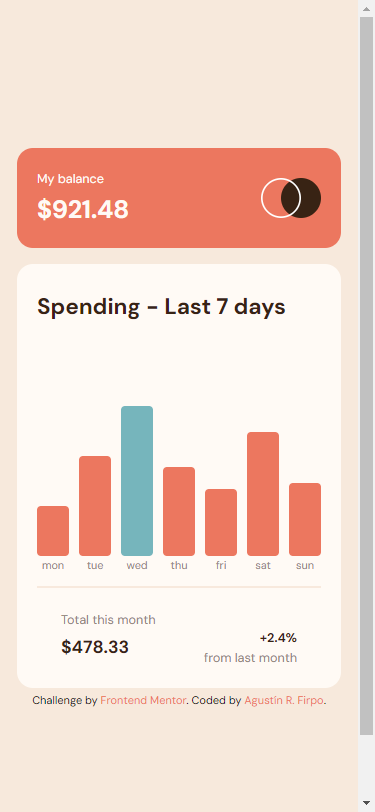 My balance
$921.48
Spending - Last 7 days
mon tue wed thu fri sat sun
Total this month
$478.33
+2.4%
from last month
Challenge by Frontend Mentor. Coded by Agustín R. Firpo.